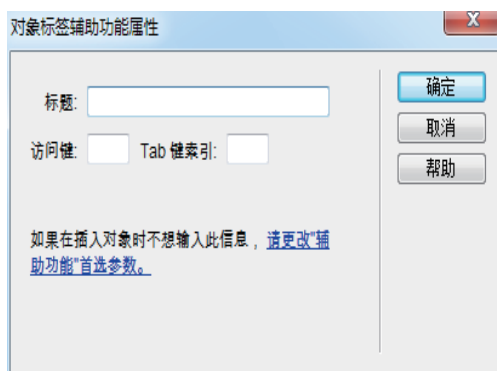 对象标签辅助功能属性
标题:
确定
访问键: Tab 键索引:
取消
帮助
如果在插入对象时不想输入此信息，请更改"辅
助功能"首选参数。